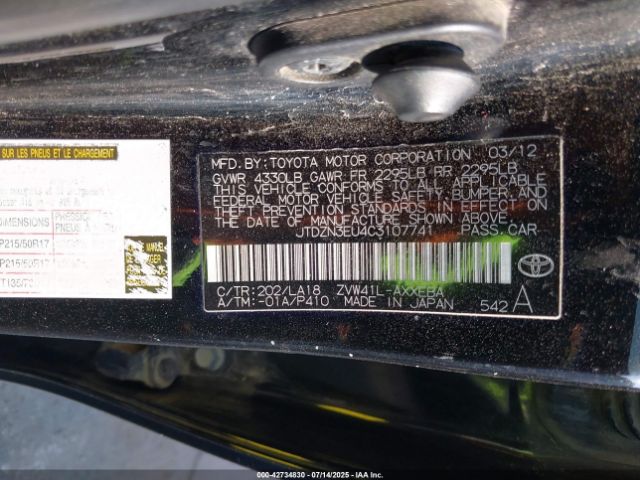 SUR LES PNEUS ET LE CHARGEMENT
DIMENSIONS
P215/50R17
P215/50R17
MFD. BY: TOYOTA MOTOR CORPORATION 03/12
GVWR 4330LB GAWR FR 2295LB RR 2295LB
THIS VEHICLE CONFORMS TO ALL APPLICABLE
FEDERAL MOTOR VEHICLE SAFETY, BUMPER AND
THEFT PREVENTION STANDARDS IN EFFECT ON
THE DATE OF MANUFACTURE SHOWN ABOVE.
JTDZN3EU4C3107741 PASS. CAR
C/TR: 202/LA18 ZVW41L-AXXEBA
A/TM: -01A/P410 MADE IN JAPAN 542 A
TOYOTA
000-42734830 - 07/14/2025 - IAA Inc.